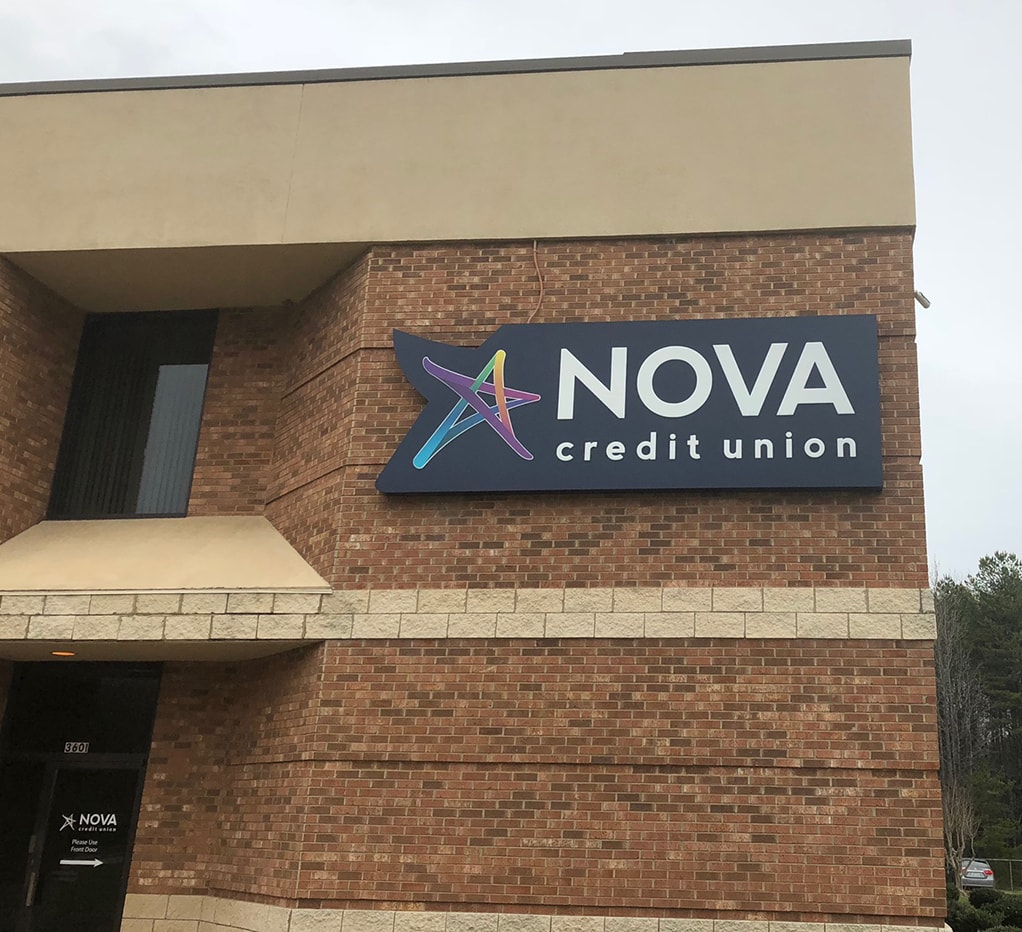 NOVA
credit union
3601
NOVA
credit union
Please Use
Front Door